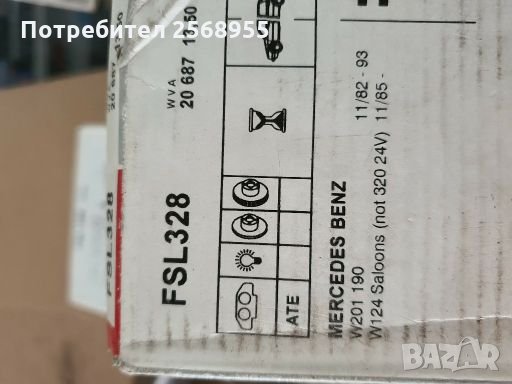 Потребител 2568955
WVA
20 687
FSL328
FSL328
ATE
MERCEDES BENZ
W201 190 11/82 - 93
W124 Saloons (not 320 24V) 11/85 -
BAZAR